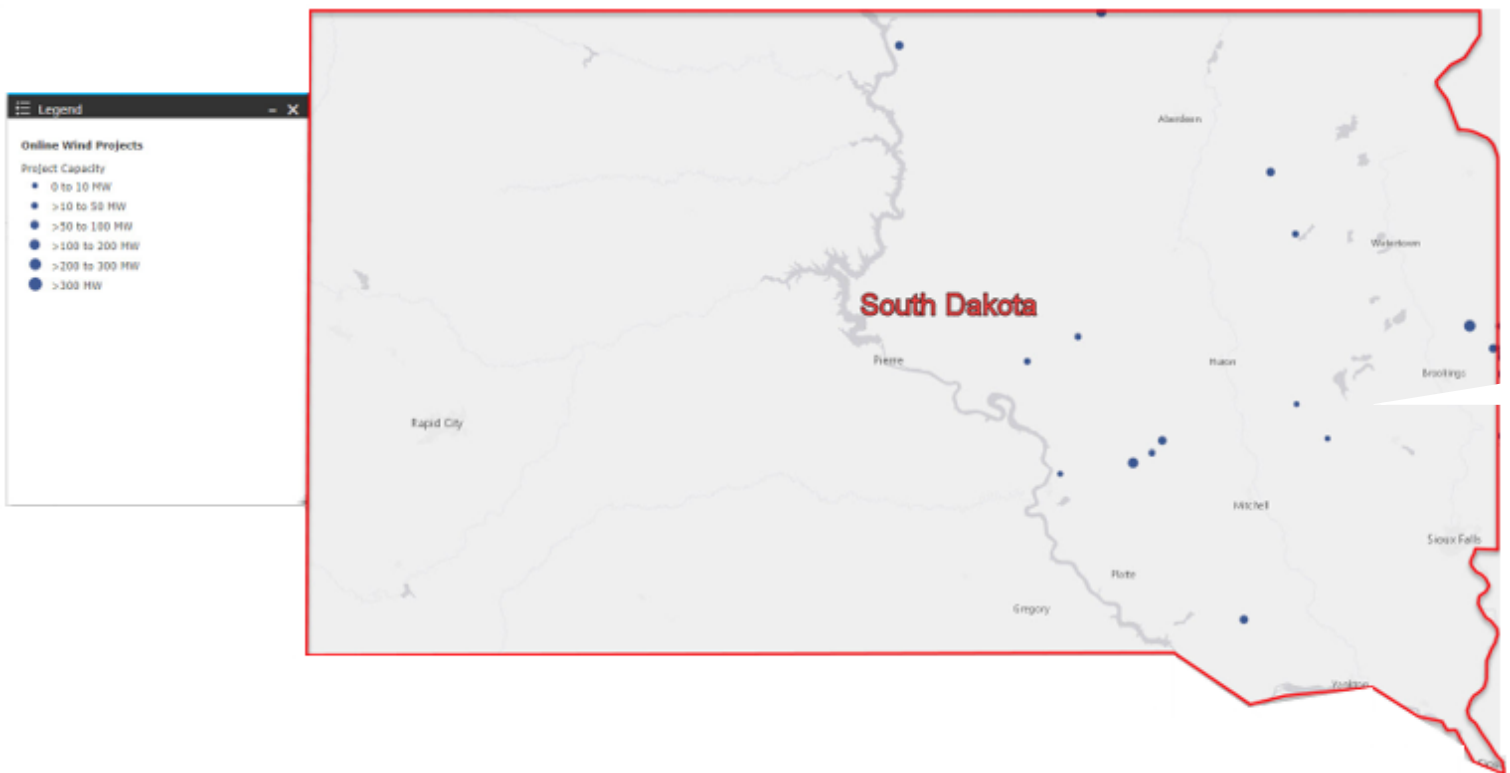 Legend
Online Wind Projects
Project Capacity
0 to 10 MW
>10 to 50 MW
>50 to 100 MW
>100 to 200 MW
>200 to 300 MW
>300 MW
Aberdeen
Watertown
South Dakota
Pierre
Huron
Brookings
Rapid City
Mitchell
Sioux Falls
Platte
Gregory
Yankton